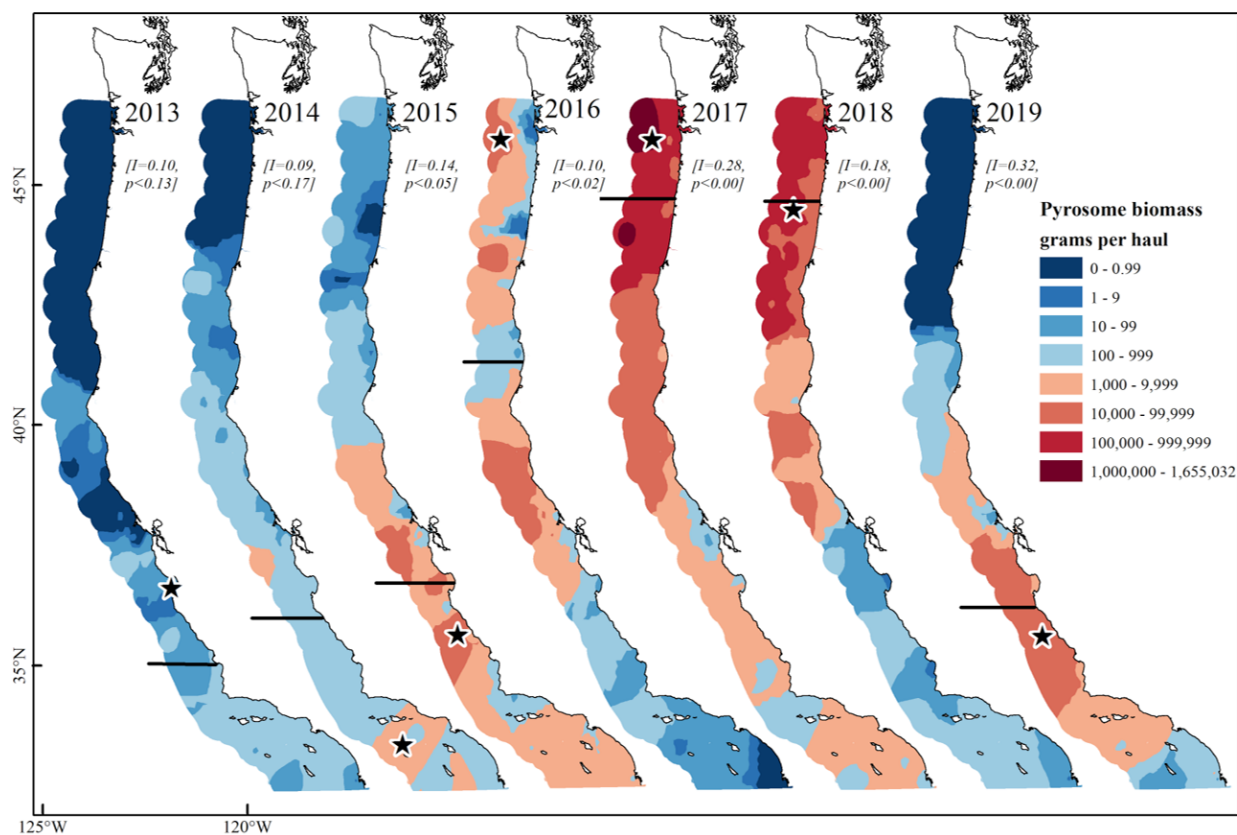 2013
2014
2015
2016
2017
2018
2019
[I=0.10,
p<0.13]
[I=0.09,
p<0.17]
[I=0.14,
p<0.05]
[I=0.10,
p<0.02]
[I=0.28,
p<0.00]
[I=0.18,
p<0.00]
[I=0.32,
p<0.00]
45°N
40°N
35°N
125°W
120°W
Pyrosome biomass
grams per haul
0 - 0.99
1 - 9
10 - 99
100 - 999
1,000 - 9,999
10,000 - 99,999
100,000 - 999,999
1,000,000 - 1,655,032